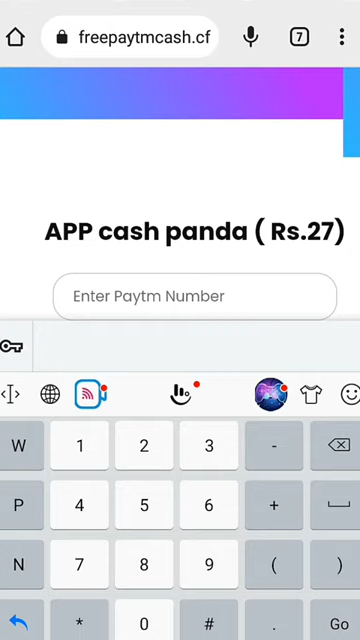 freepaytmcash.cf
7
APP cash panda ( Rs.27)
Enter Paytm Number
W 1 2 3 -
P 4 5 6 +
N 7 8 9 ( )
* 0 # . Go